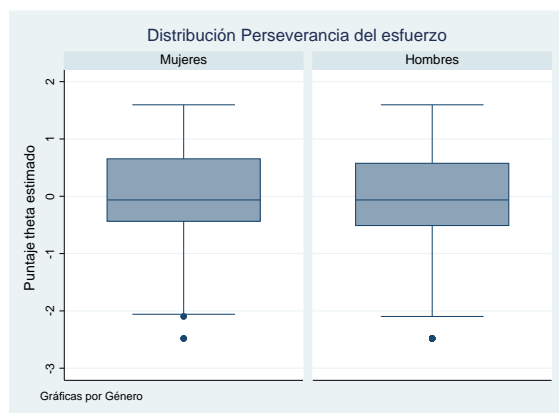 Distribución Perseverancia del esfuerzo
Mujeres
Hombres
Puntaje theta estimado
2
1
0
-1
-2
-3
Gráficas por Género